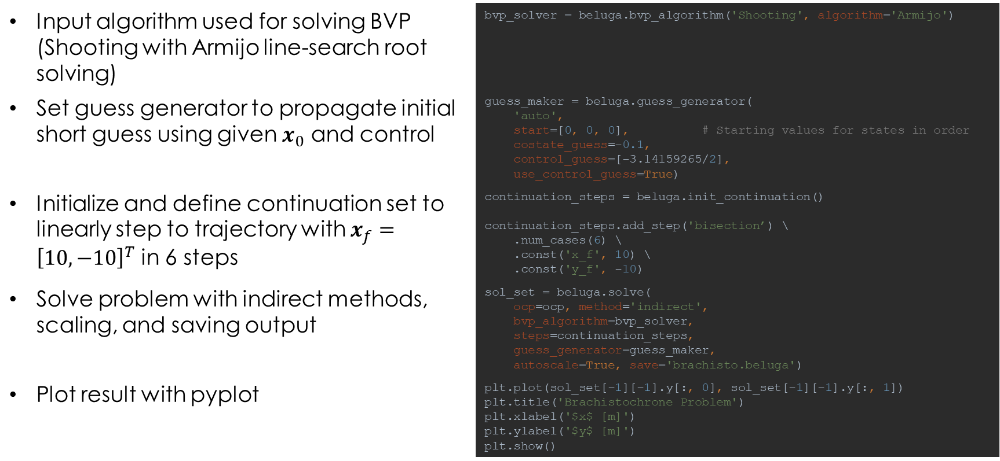 • Input algorithm used for solving BVP
(Shooting with Armijo line-search root
solving)
• Set guess generator to propagate initial
short guess using given 𝒙₀ and control
• Initialize and define continuation set to
linearly step to trajectory with 𝒙_f =
[10, −10]ᵀ in 6 steps
• Solve problem with indirect methods,
scaling, and saving output
• Plot result with pyplot
bvp_solver = beluga.bvp_algorithm('Shooting', algorithm='Armijo')
guess_maker = beluga.guess_generator(
    'auto',
    start=[0, 0, 0],          # Starting values for states in order
    costate_guess=-0.1,
    control_guess=[-3.14159265/2],
    use_control_guess=True)
continuation_steps = beluga.init_continuation()
continuation_steps.add_step('bisection’) \
    .num_cases(6) \
    .const('x_f', 10) \
    .const('y_f', -10)
sol_set = beluga.solve(
    ocp=ocp, method='indirect',
    bvp_algorithm=bvp_solver,
    steps=continuation_steps,
    guess_generator=guess_maker,
    autoscale=True, save='brachisto.beluga')
plt.plot(sol_set[-1][-1].y[:, 0], sol_set[-1][-1].y[:, 1])
plt.title('Brachistochrone Problem')
plt.xlabel('$x$ [m]')
plt.ylabel('$y$ [m]')
plt.show()